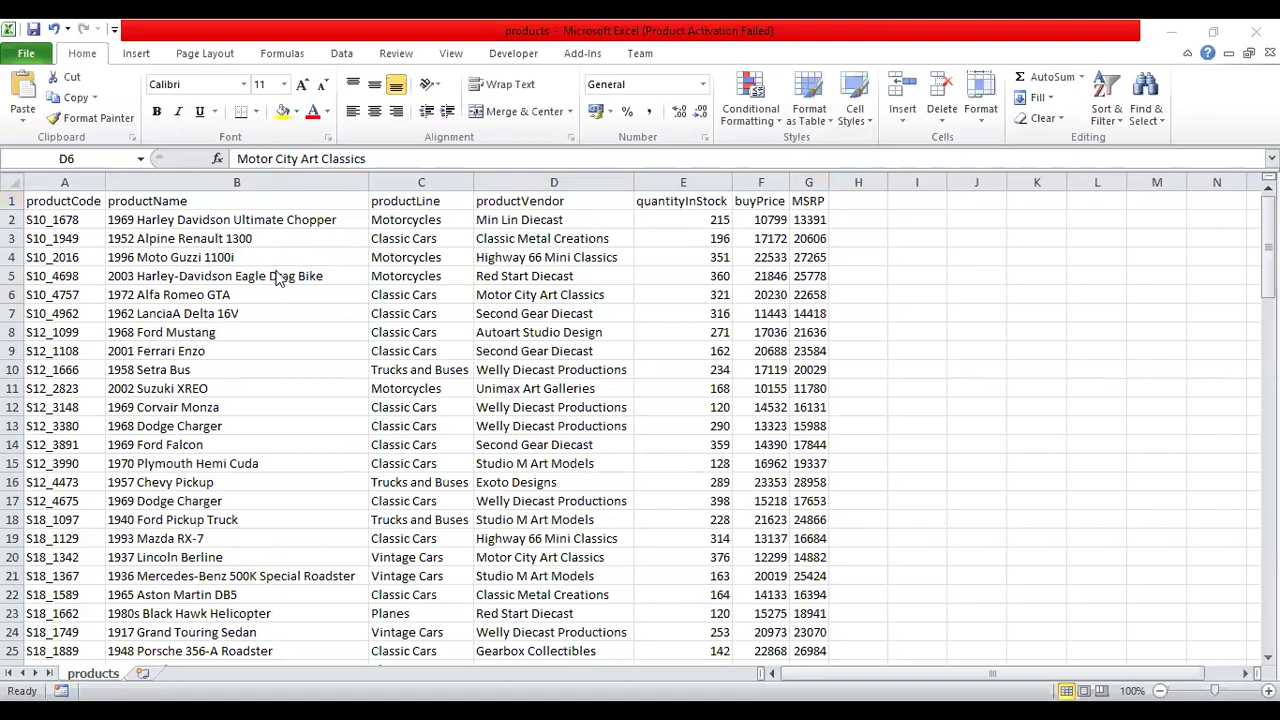 products - Microsoft Excel (Product Activation Failed)
File Home Insert Page Layout Formulas Data Review View Developer Add-Ins Team
Cut
Copy
Format Painter
Paste
Clipboard
Calibri 11
B I U
Font
Wrap Text
Merge & Center
Alignment
General
%
Number
Conditional Formatting
Format as Table
Cell Styles
Styles
Insert Delete Format
Cells
AutoSum
Fill
Clear
Sort & Filter
Find & Select
Editing
D6 fx Motor City Art Classics
A B C D E F G H I J K L M N
1 productCode productName productLine productVendor quantityInStock buyPrice MSRP
2 S10_1678 1969 Harley Davidson Ultimate Chopper Motorcycles Min Lin Diecast 215 10799 13391
3 S10_1949 1952 Alpine Renault 1300 Classic Cars Classic Metal Creations 196 17172 20606
4 S10_2016 1996 Moto Guzzi 1100i Motorcycles Highway 66 Mini Classics 351 22533 27265
5 S10_4698 2003 Harley-Davidson Eagle Drag Bike Motorcycles Red Start Diecast 360 21846 25778
6 S10_4757 1972 Alfa Romeo GTA Classic Cars Motor City Art Classics 321 20230 22658
7 S10_4962 1962 LanciaA Delta 16V Classic Cars Second Gear Diecast 316 11443 14418
8 S12_1099 1968 Ford Mustang Classic Cars Autoart Studio Design 271 17036 21636
9 S12_1108 2001 Ferrari Enzo Classic Cars Second Gear Diecast 162 20688 23584
10 S12_1666 1958 Setra Bus Trucks and Buses Welly Diecast Productions 234 17119 20029
11 S12_2823 2002 Suzuki XREO Motorcycles Unimax Art Galleries 168 10155 11780
12 S12_3148 1969 Corvair Monza Classic Cars Welly Diecast Productions 120 14532 16131
13 S12_3380 1968 Dodge Charger Classic Cars Welly Diecast Productions 290 13323 15988
14 S12_3891 1969 Ford Falcon Classic Cars Second Gear Diecast 359 14390 17844
15 S12_3990 1970 Plymouth Hemi Cuda Classic Cars Studio M Art Models 128 16962 19337
16 S12_4473 1957 Chevy Pickup Trucks and Buses Exoto Designs 289 23353 28958
17 S12_4675 1969 Dodge Charger Classic Cars Welly Diecast Productions 398 15218 17653
18 S18_1097 1940 Ford Pickup Truck Trucks and Buses Studio M Art Models 228 21623 24866
19 S18_1129 1993 Mazda RX-7 Classic Cars Highway 66 Mini Classics 314 13137 16684
20 S18_1342 1937 Lincoln Berline Vintage Cars Motor City Art Classics 376 12299 14882
21 S18_1367 1936 Mercedes-Benz 500K Special Roadster Vintage Cars Studio M Art Models 163 20019 25424
22 S18_1589 1965 Aston Martin DB5 Classic Cars Classic Metal Creations 164 14133 16394
23 S18_1662 1980s Black Hawk Helicopter Planes Red Start Diecast 120 15275 18941
24 S18_1749 1917 Grand Touring Sedan Vintage Cars Welly Diecast Productions 253 20973 23070
25 S18_1889 1948 Porsche 356-A Roadster Classic Cars Gearbox Collectibles 142 22868 26984
products
Ready 100%